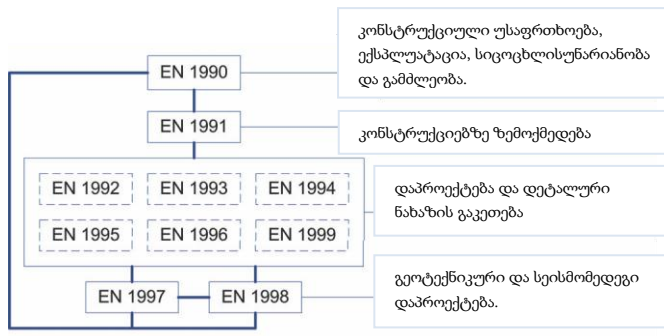 კონსტრუქციული უსაფრთხოება,
ექსპლუატაცია, სიცოცხლისუნარიანობა
და გამძლეობა.
EN 1990
EN 1991
კონსტრუქციებზე ზემოქმედება
EN 1992 EN 1993 EN 1994
EN 1995 EN 1996 EN 1999
დაპროექტება და დეტალური
ნახაზის გაკეთება
EN 1997 EN 1998
გეოტექნიკური და სეისმომედეგი
დაპროექტება.